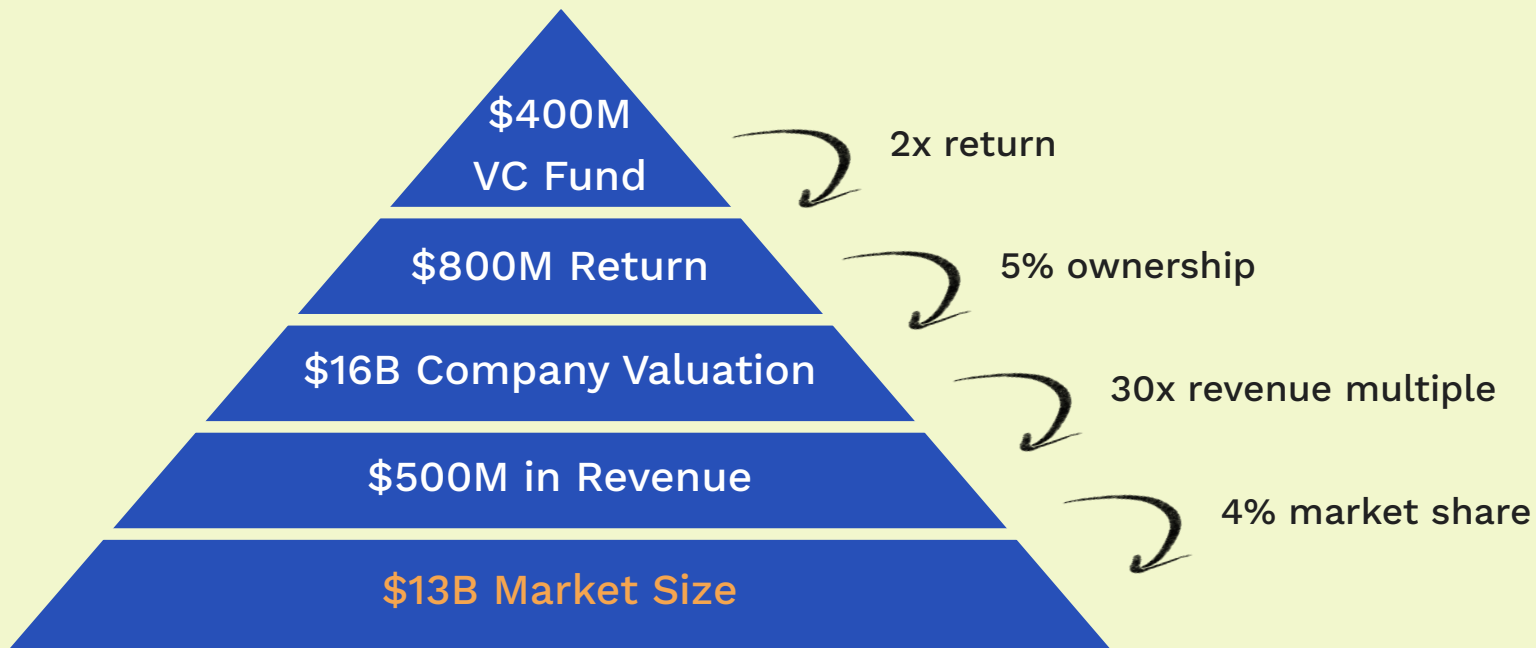 $400M
VC Fund
2x return
$800M Return
5% ownership
$16B Company Valuation
30x revenue multiple
$500M in Revenue
4% market share
$13B Market Size